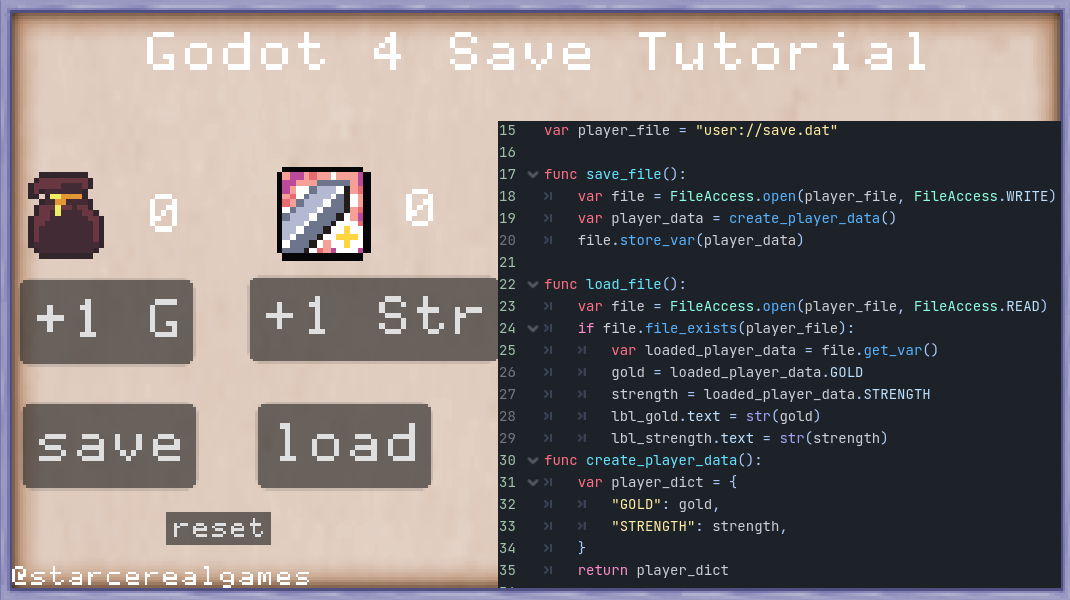 Godot 4 Save Tutorial
0
0
+1 G
+1 Str
save
load
reset
@starcerealgames
15 var player_file = "user://save.dat"
16
17 func save_file():
18 var file = FileAccess.open(player_file, FileAccess.WRITE)
19 var player_data = create_player_data()
20 file.store_var(player_data)
21
22 func load_file():
23 var file = FileAccess.open(player_file, FileAccess.READ)
24 if file.file_exists(player_file):
25 var loaded_player_data = file.get_var()
26 gold = loaded_player_data.GOLD
27 strength = loaded_player_data.STRENGTH
28 lbl_gold.text = str(gold)
29 lbl_strength.text = str(strength)
30 func create_player_data():
31 var player_dict = {
32 "GOLD": gold,
33 "STRENGTH": strength,
34 }
35 return player_dict